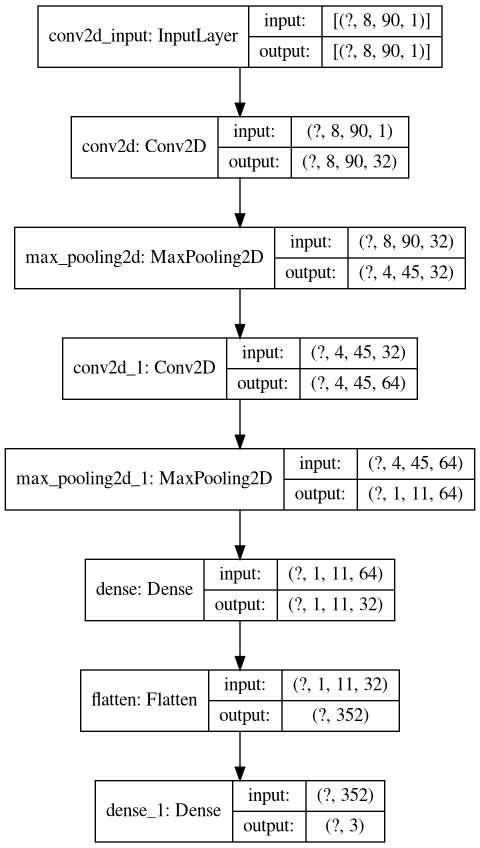 conv2d_input: InputLayer
input:
[(?, 8, 90, 1)]
output:
[(?, 8, 90, 1)]
conv2d: Conv2D
input:
(?, 8, 90, 1)
output:
(?, 8, 90, 32)
max_pooling2d: MaxPooling2D
input:
(?, 8, 90, 32)
output:
(?, 4, 45, 32)
conv2d_1: Conv2D
input:
(?, 4, 45, 32)
output:
(?, 4, 45, 64)
max_pooling2d_1: MaxPooling2D
input:
(?, 4, 45, 64)
output:
(?, 1, 11, 64)
dense: Dense
input:
(?, 1, 11, 64)
output:
(?, 1, 11, 32)
flatten: Flatten
input:
(?, 1, 11, 32)
output:
(?, 352)
dense_1: Dense
input:
(?, 352)
output:
(?, 3)